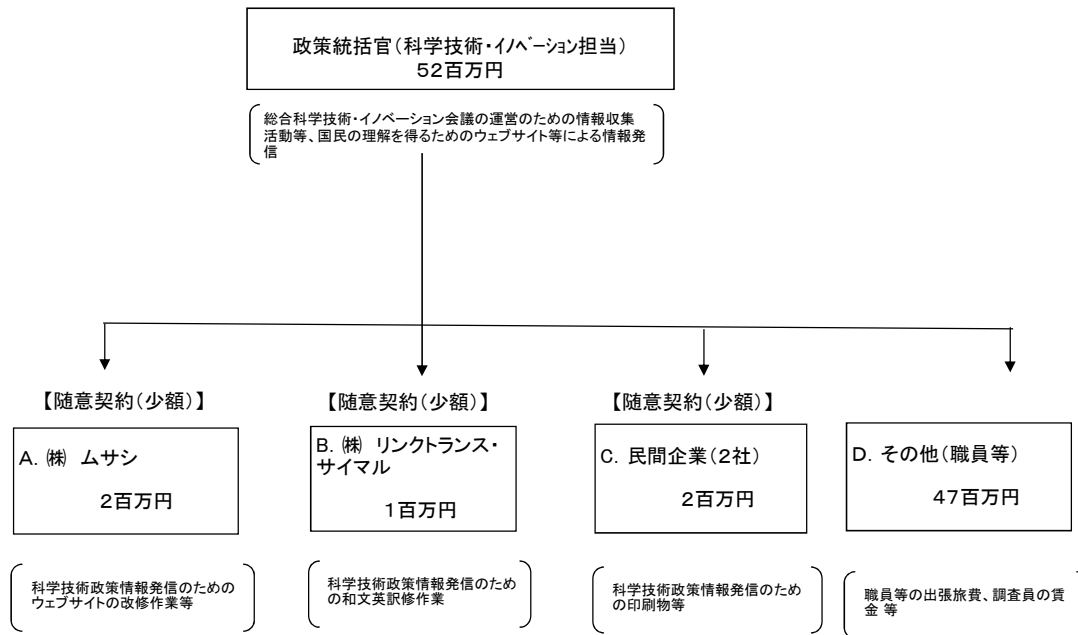 政策統括官（科学技術・イノベーション担当）
52百万円
総合科学技術・イノベーション会議の運営のための情報収集
活動等、国民の理解を得るためのウェブサイト等による情報発
信
【随意契約（少額）】
【随意契約（少額）】
【随意契約（少額）】
A. ㈱ ムサシ
2百万円
B. ㈱ リンクトランス・
サイマル
1百万円
C. 民間企業（2社）
2百万円
D. その他（職員等）
47百万円
科学技術政策情報発信のための
ウェブサイトの改修作業等
科学技術政策情報発信のため
の和文英訳修作業
科学技術政策情報発信のため
の印刷物等
職員等の出張旅費、調査員の賃
金 等